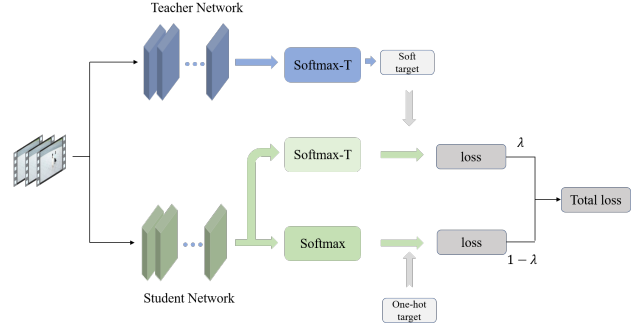 Teacher Network
Softmax-T
Soft
target
Softmax-T
loss
λ
Total loss
Softmax
loss
1 − λ
Student Network
One-hot
target